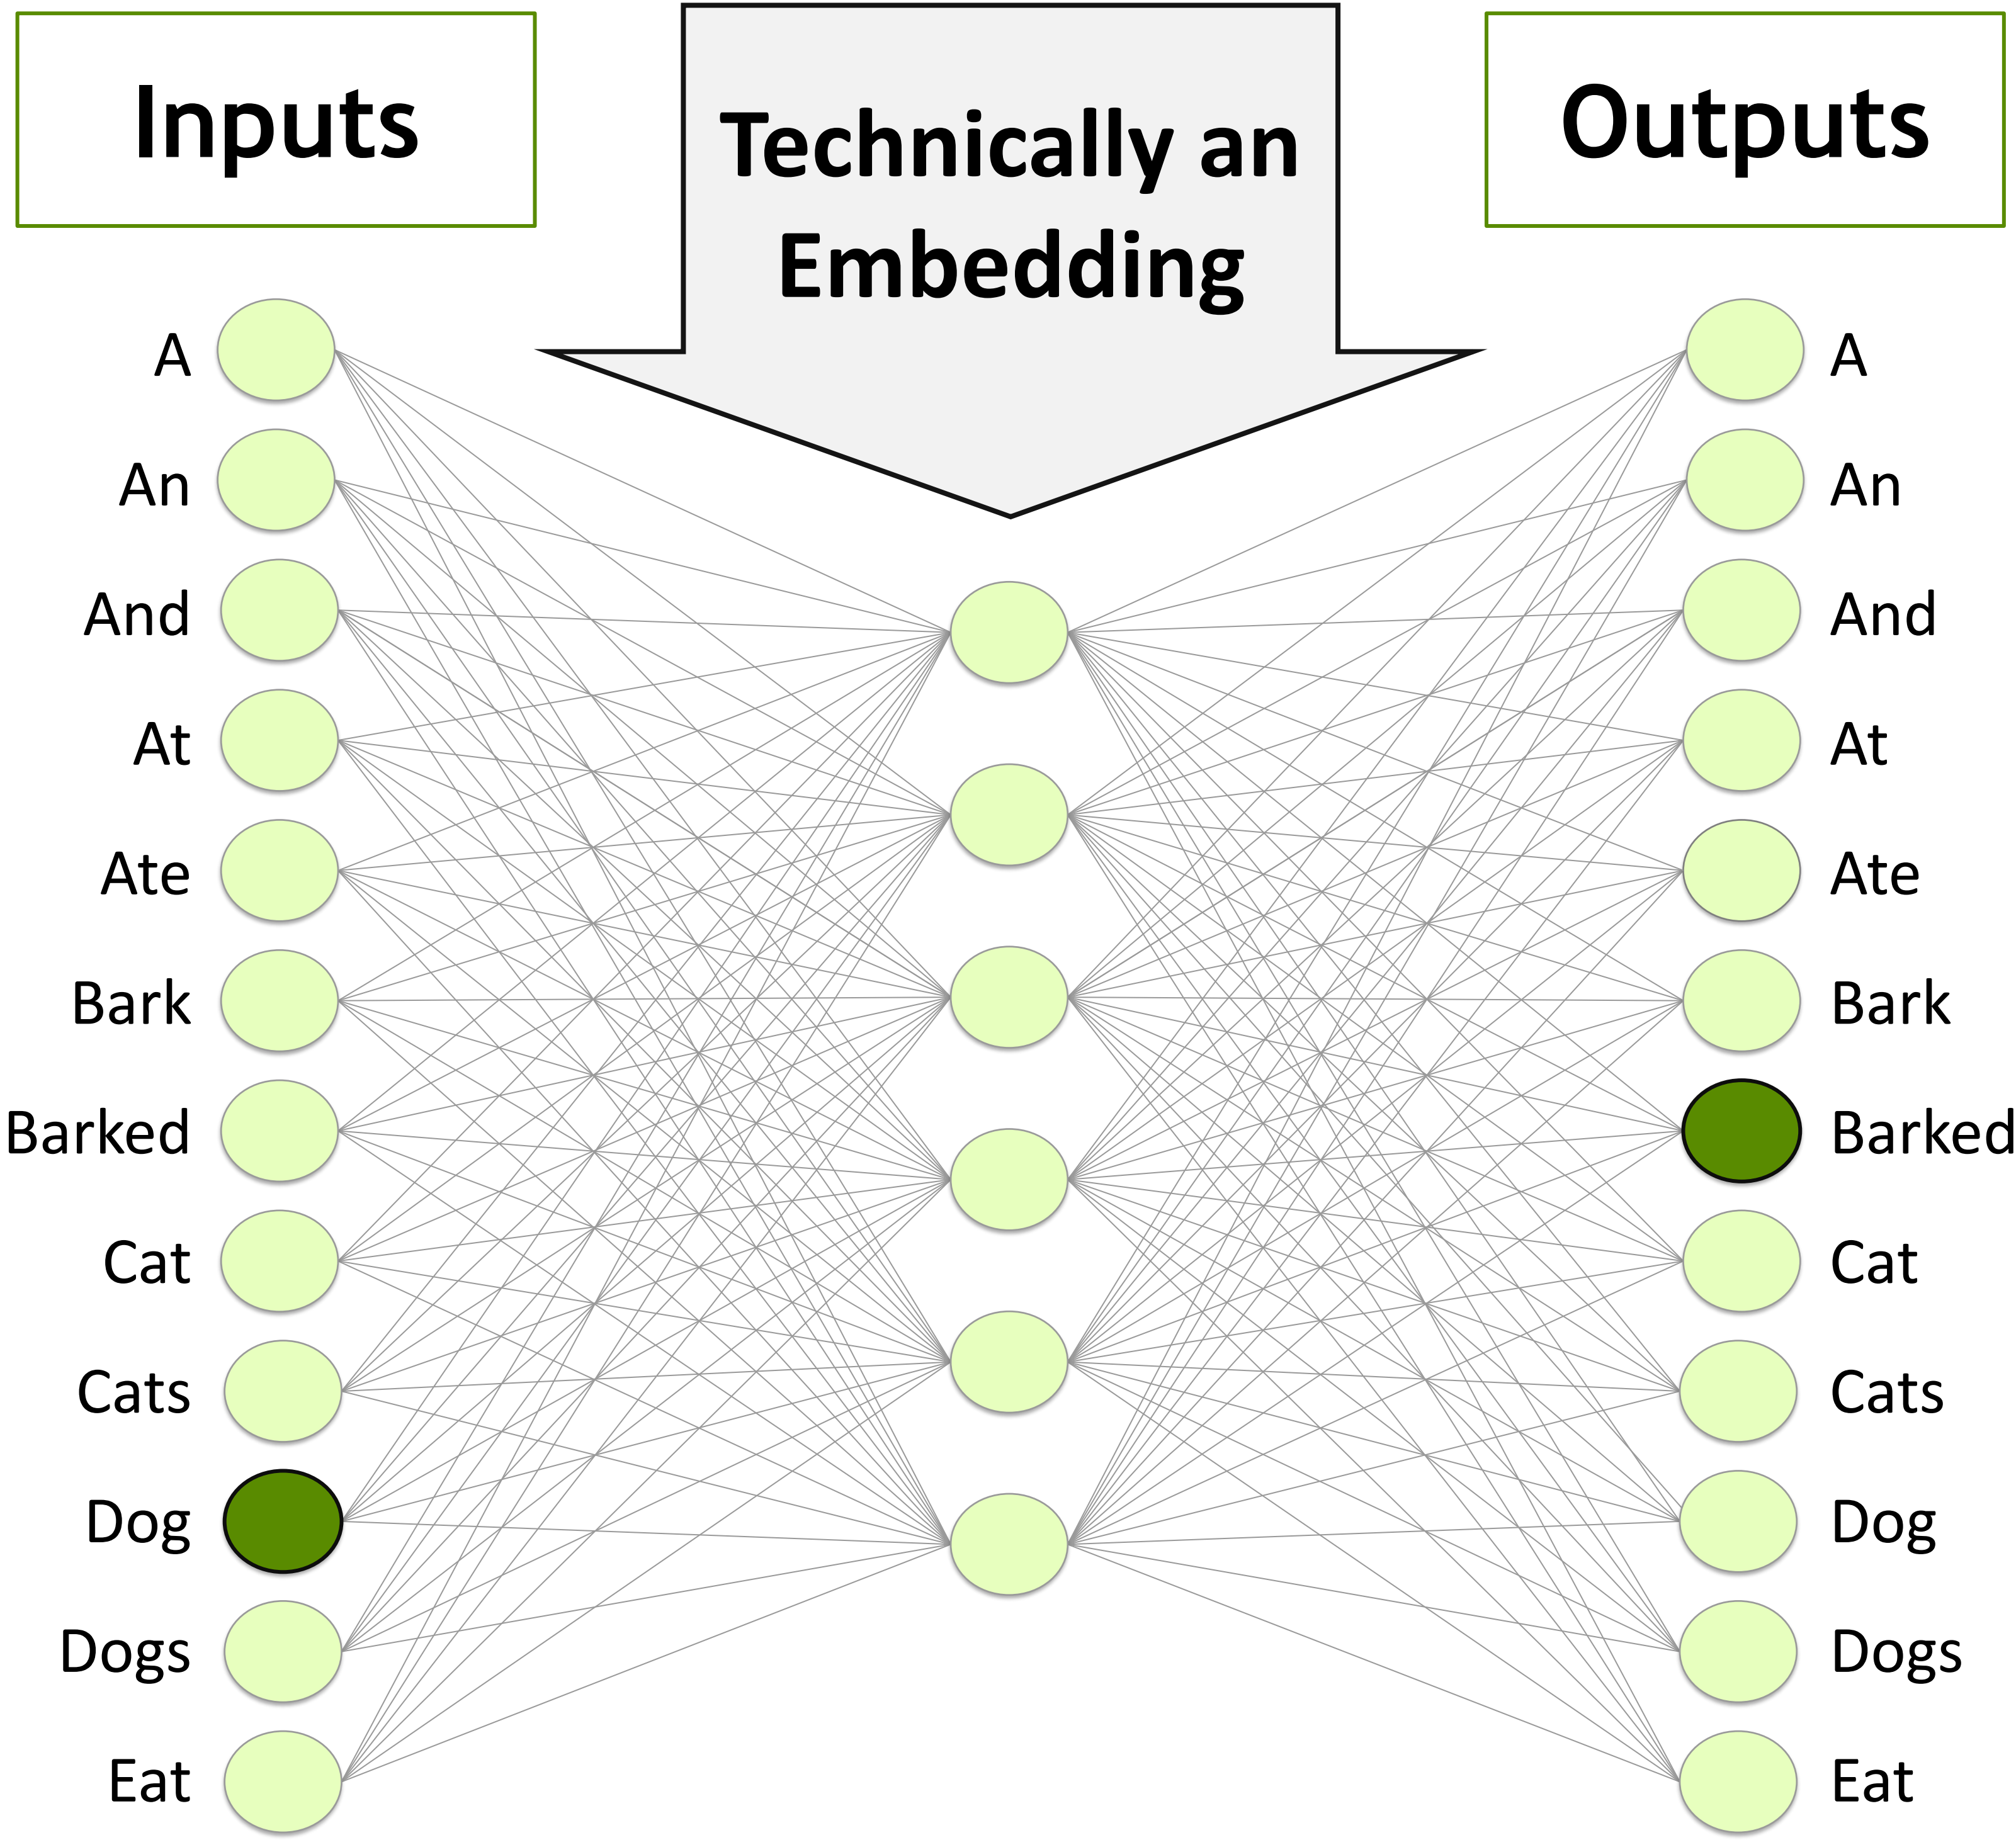 Inputs
Technically an
Embedding
Outputs
A
An
And
At
Ate
Bark
Barked
Cat
Cats
Dog
Dogs
Eat
A
An
And
At
Ate
Bark
Barked
Cat
Cats
Dog
Dogs
Eat